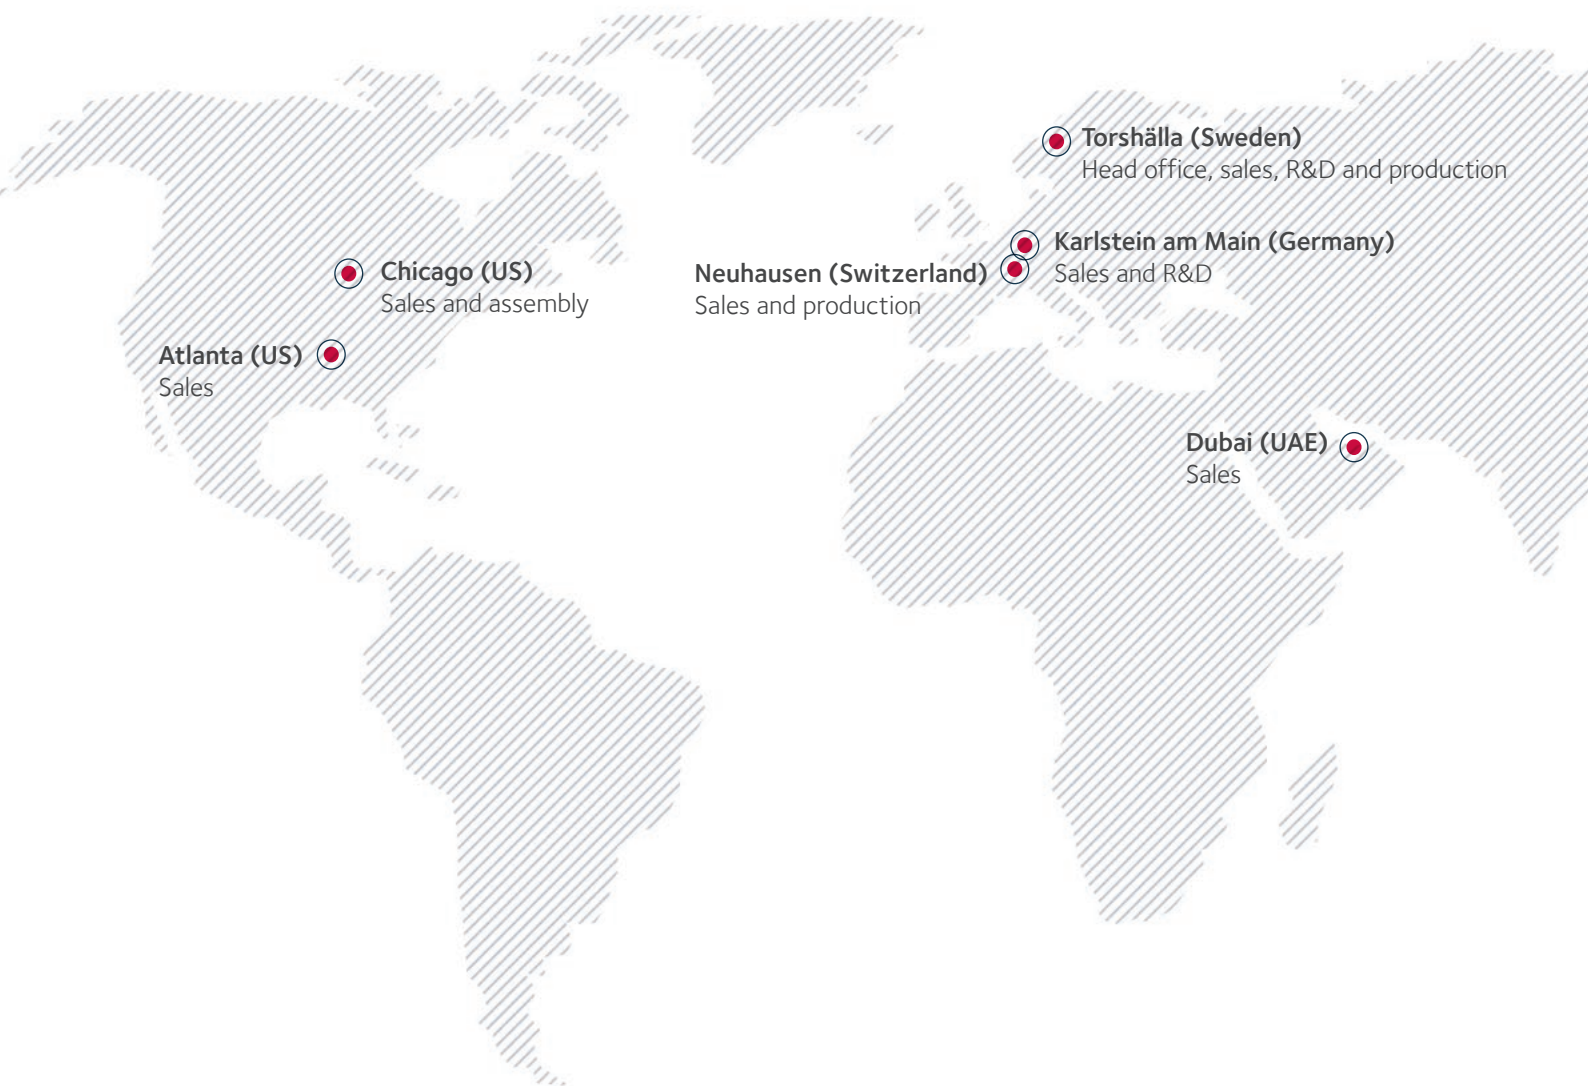 Torshälla (Sweden)
Head office, sales, R&D and production
Karlstein am Main (Germany)
Sales and R&D
Neuhausen (Switzerland)
Sales and production
Chicago (US)
Sales and assembly
Atlanta (US)
Sales
Dubai (UAE)
Sales